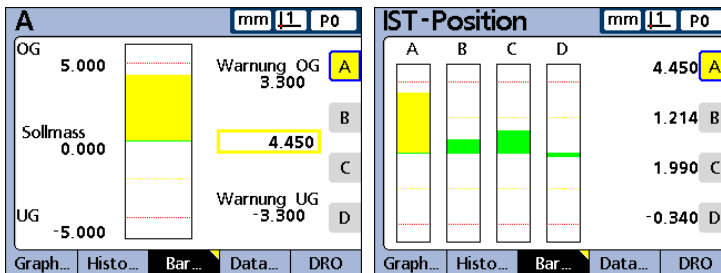 A mm 1 P0
OG
5.000
Warnung OG
3.300
A
B
Sollmass
0.000
4.450
C
Warnung UG
-3.300
UG
-5.000
D
Graph... Histo... Bar... Data... DRO
IST-Position mm 1 P0
A B C D
4.450 A
1.214 B
1.990 C
-0.340 D
Graph... Histo... Bar... Data... DRO